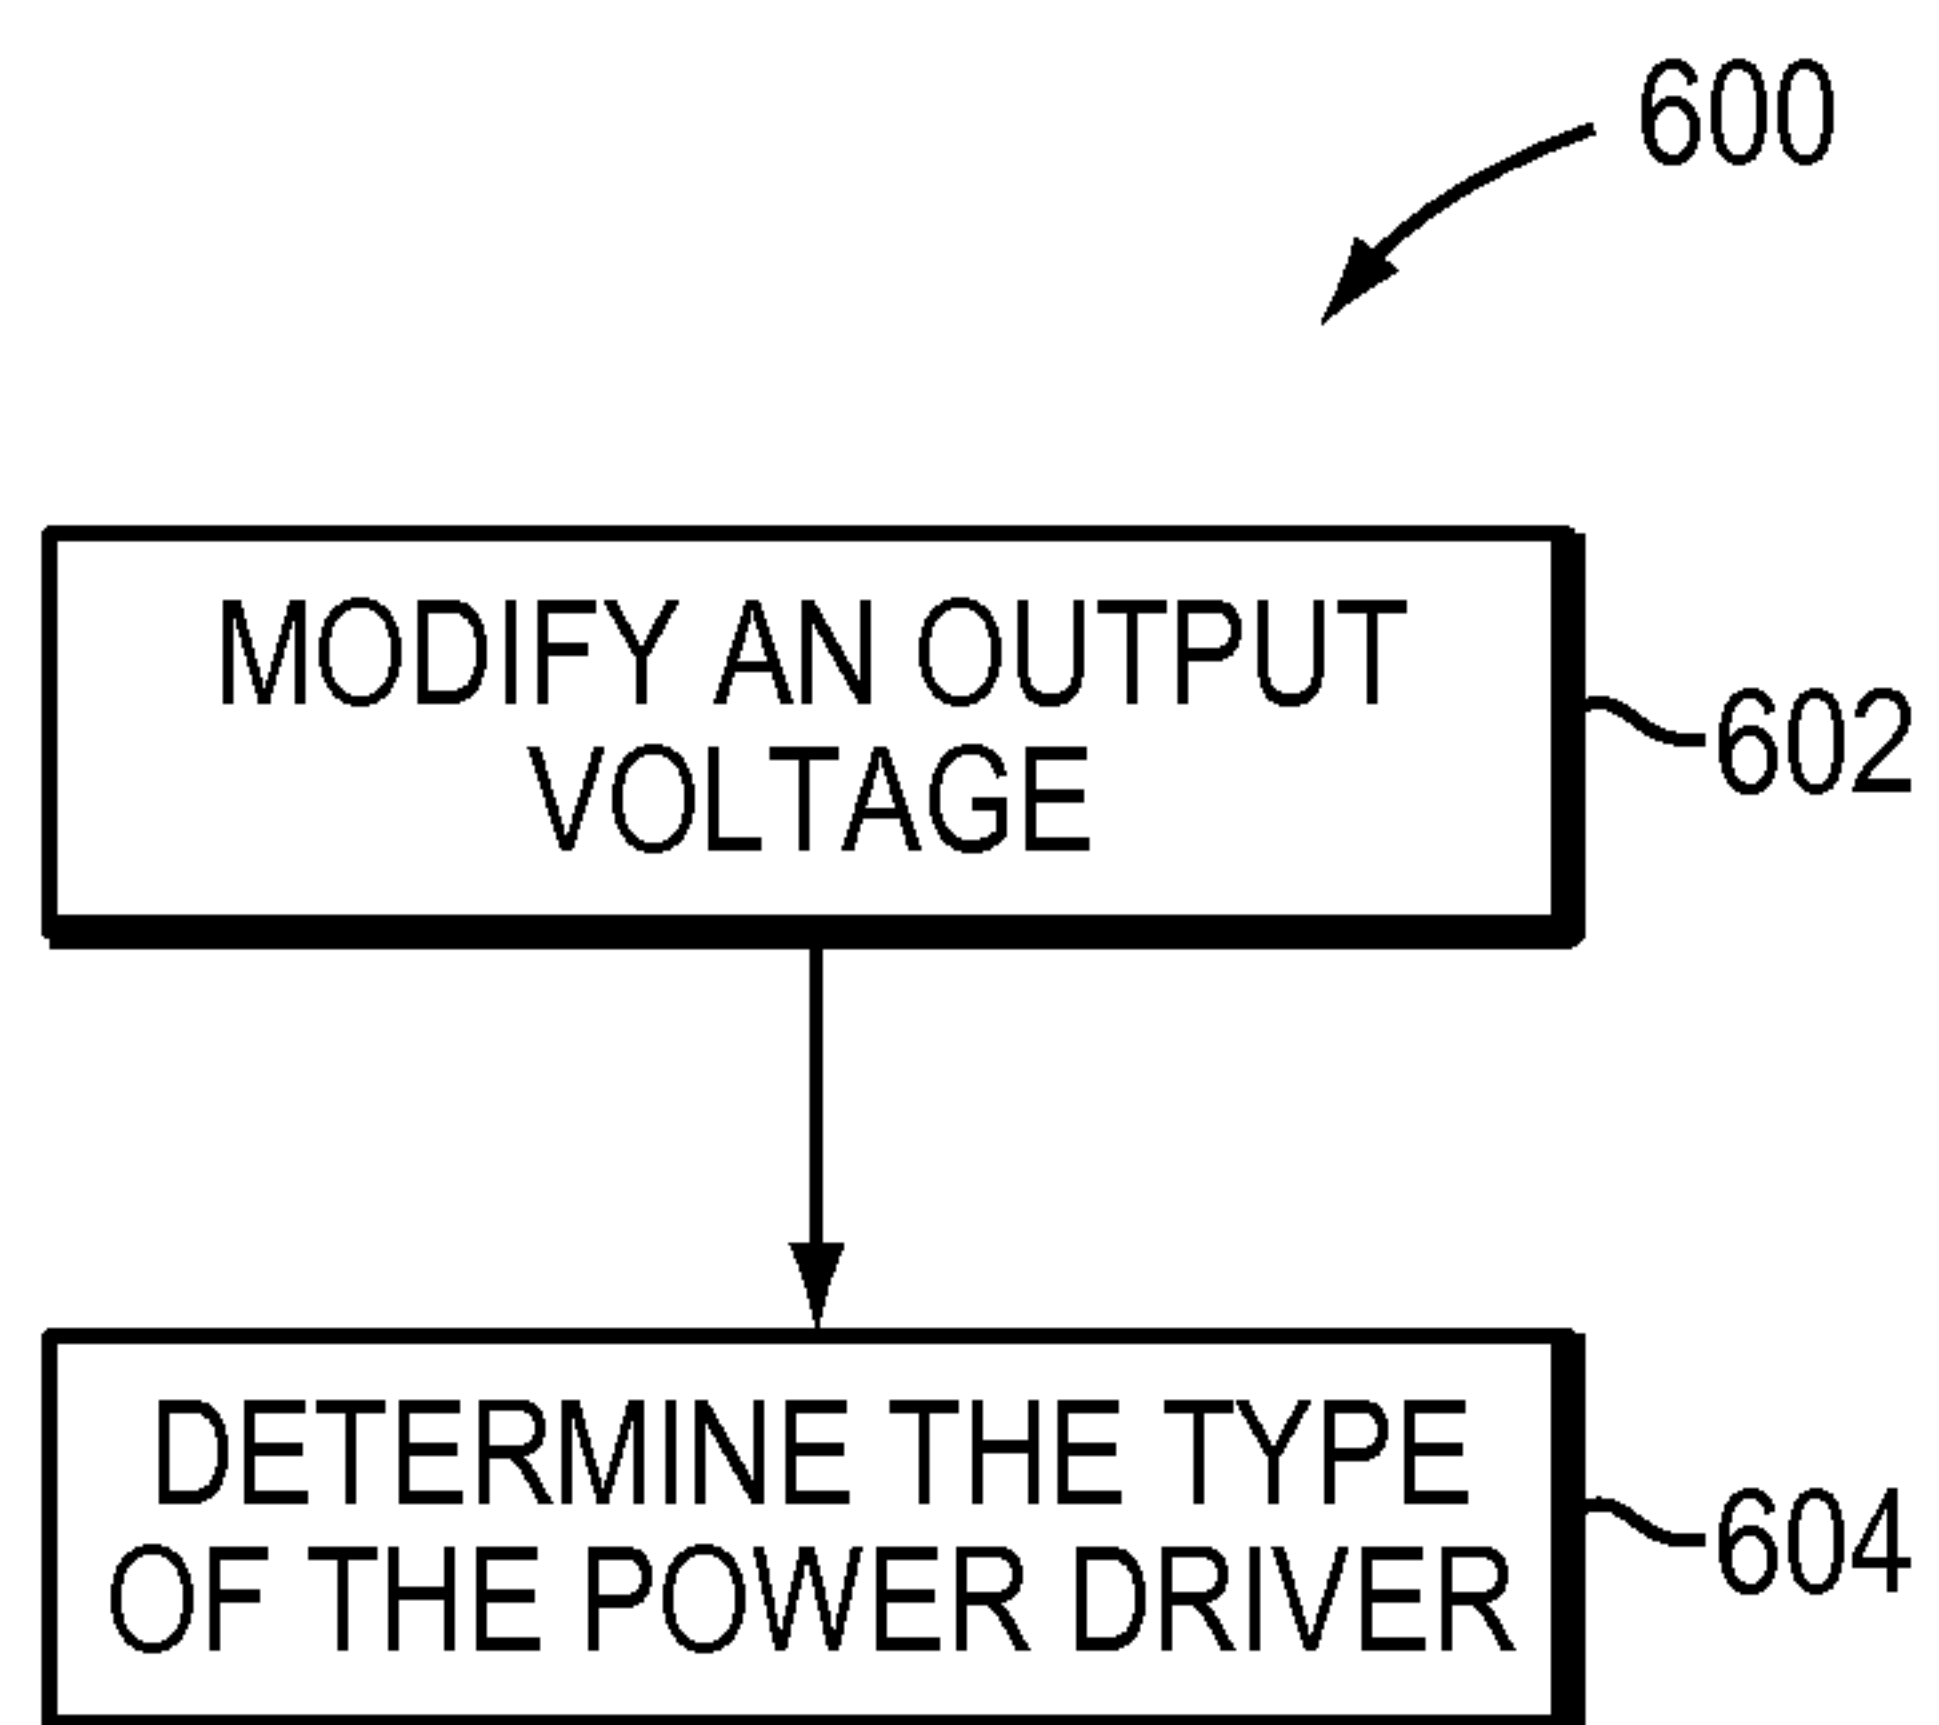 600
MODIFY AN OUTPUT
VOLTAGE
602
DETERMINE THE TYPE
OF THE POWER DRIVER
604